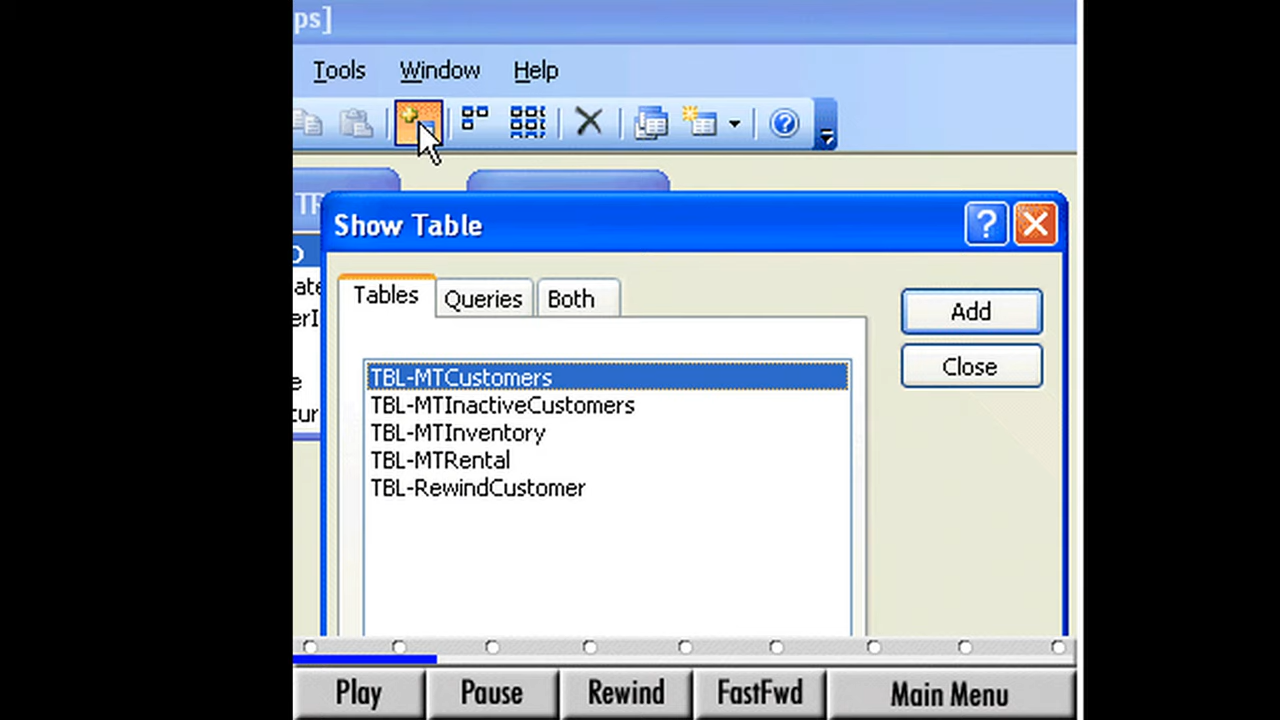 ps]
Tools Window Help
Show Table
Tables Queries Both
Add
Close
TBL-MTCustomers
TBL-MTInactiveCustomers
TBL-MTInventory
TBL-MTRental
TBL-RewindCustomer
Play Pause Rewind FastFwd Main Menu